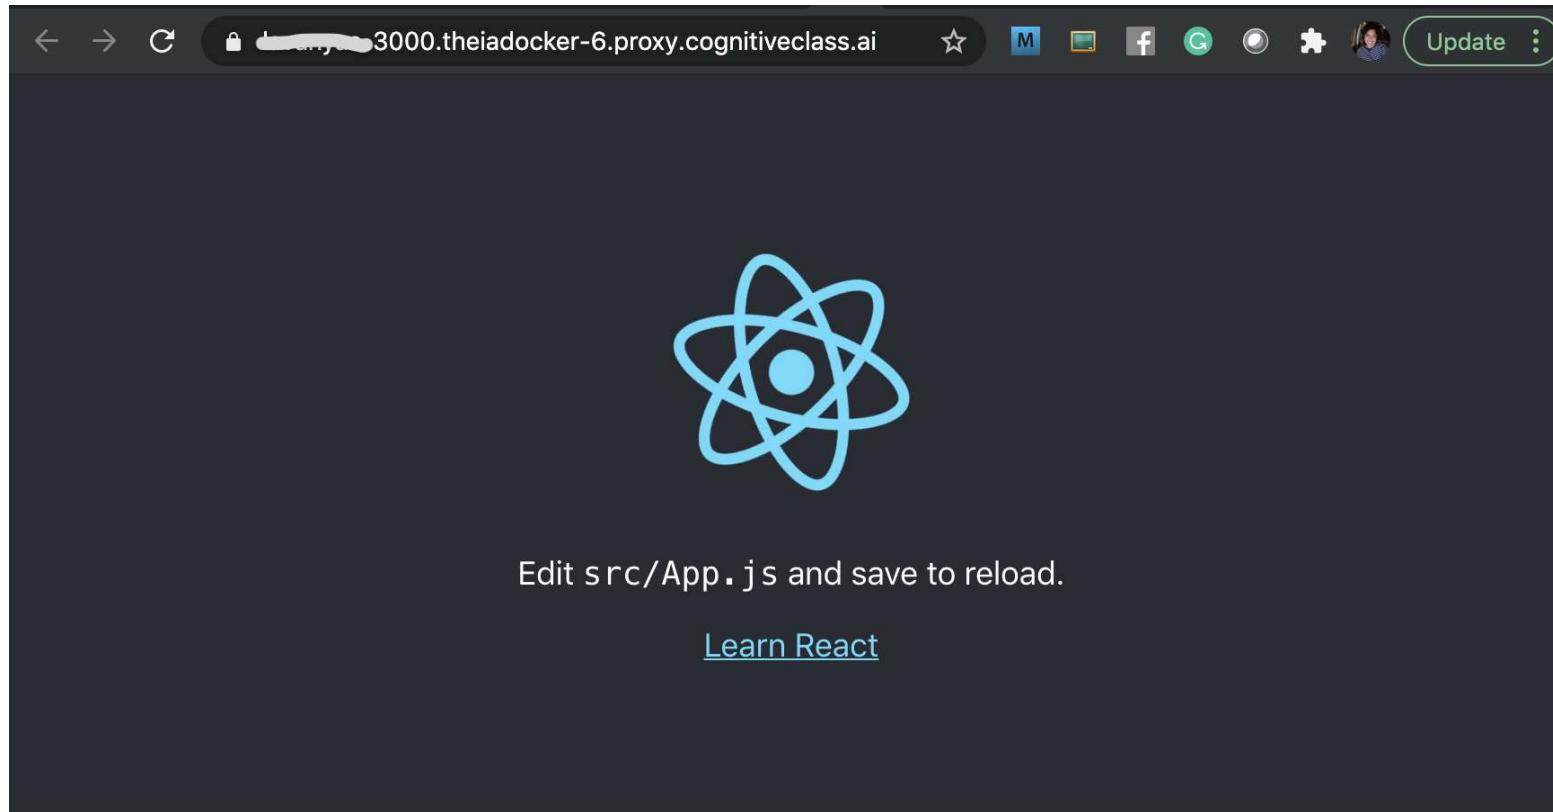 3000.theiadocker-6.proxy.cognitiveclass.ai M f G Update
Edit src/App.js and save to reload.
Learn React